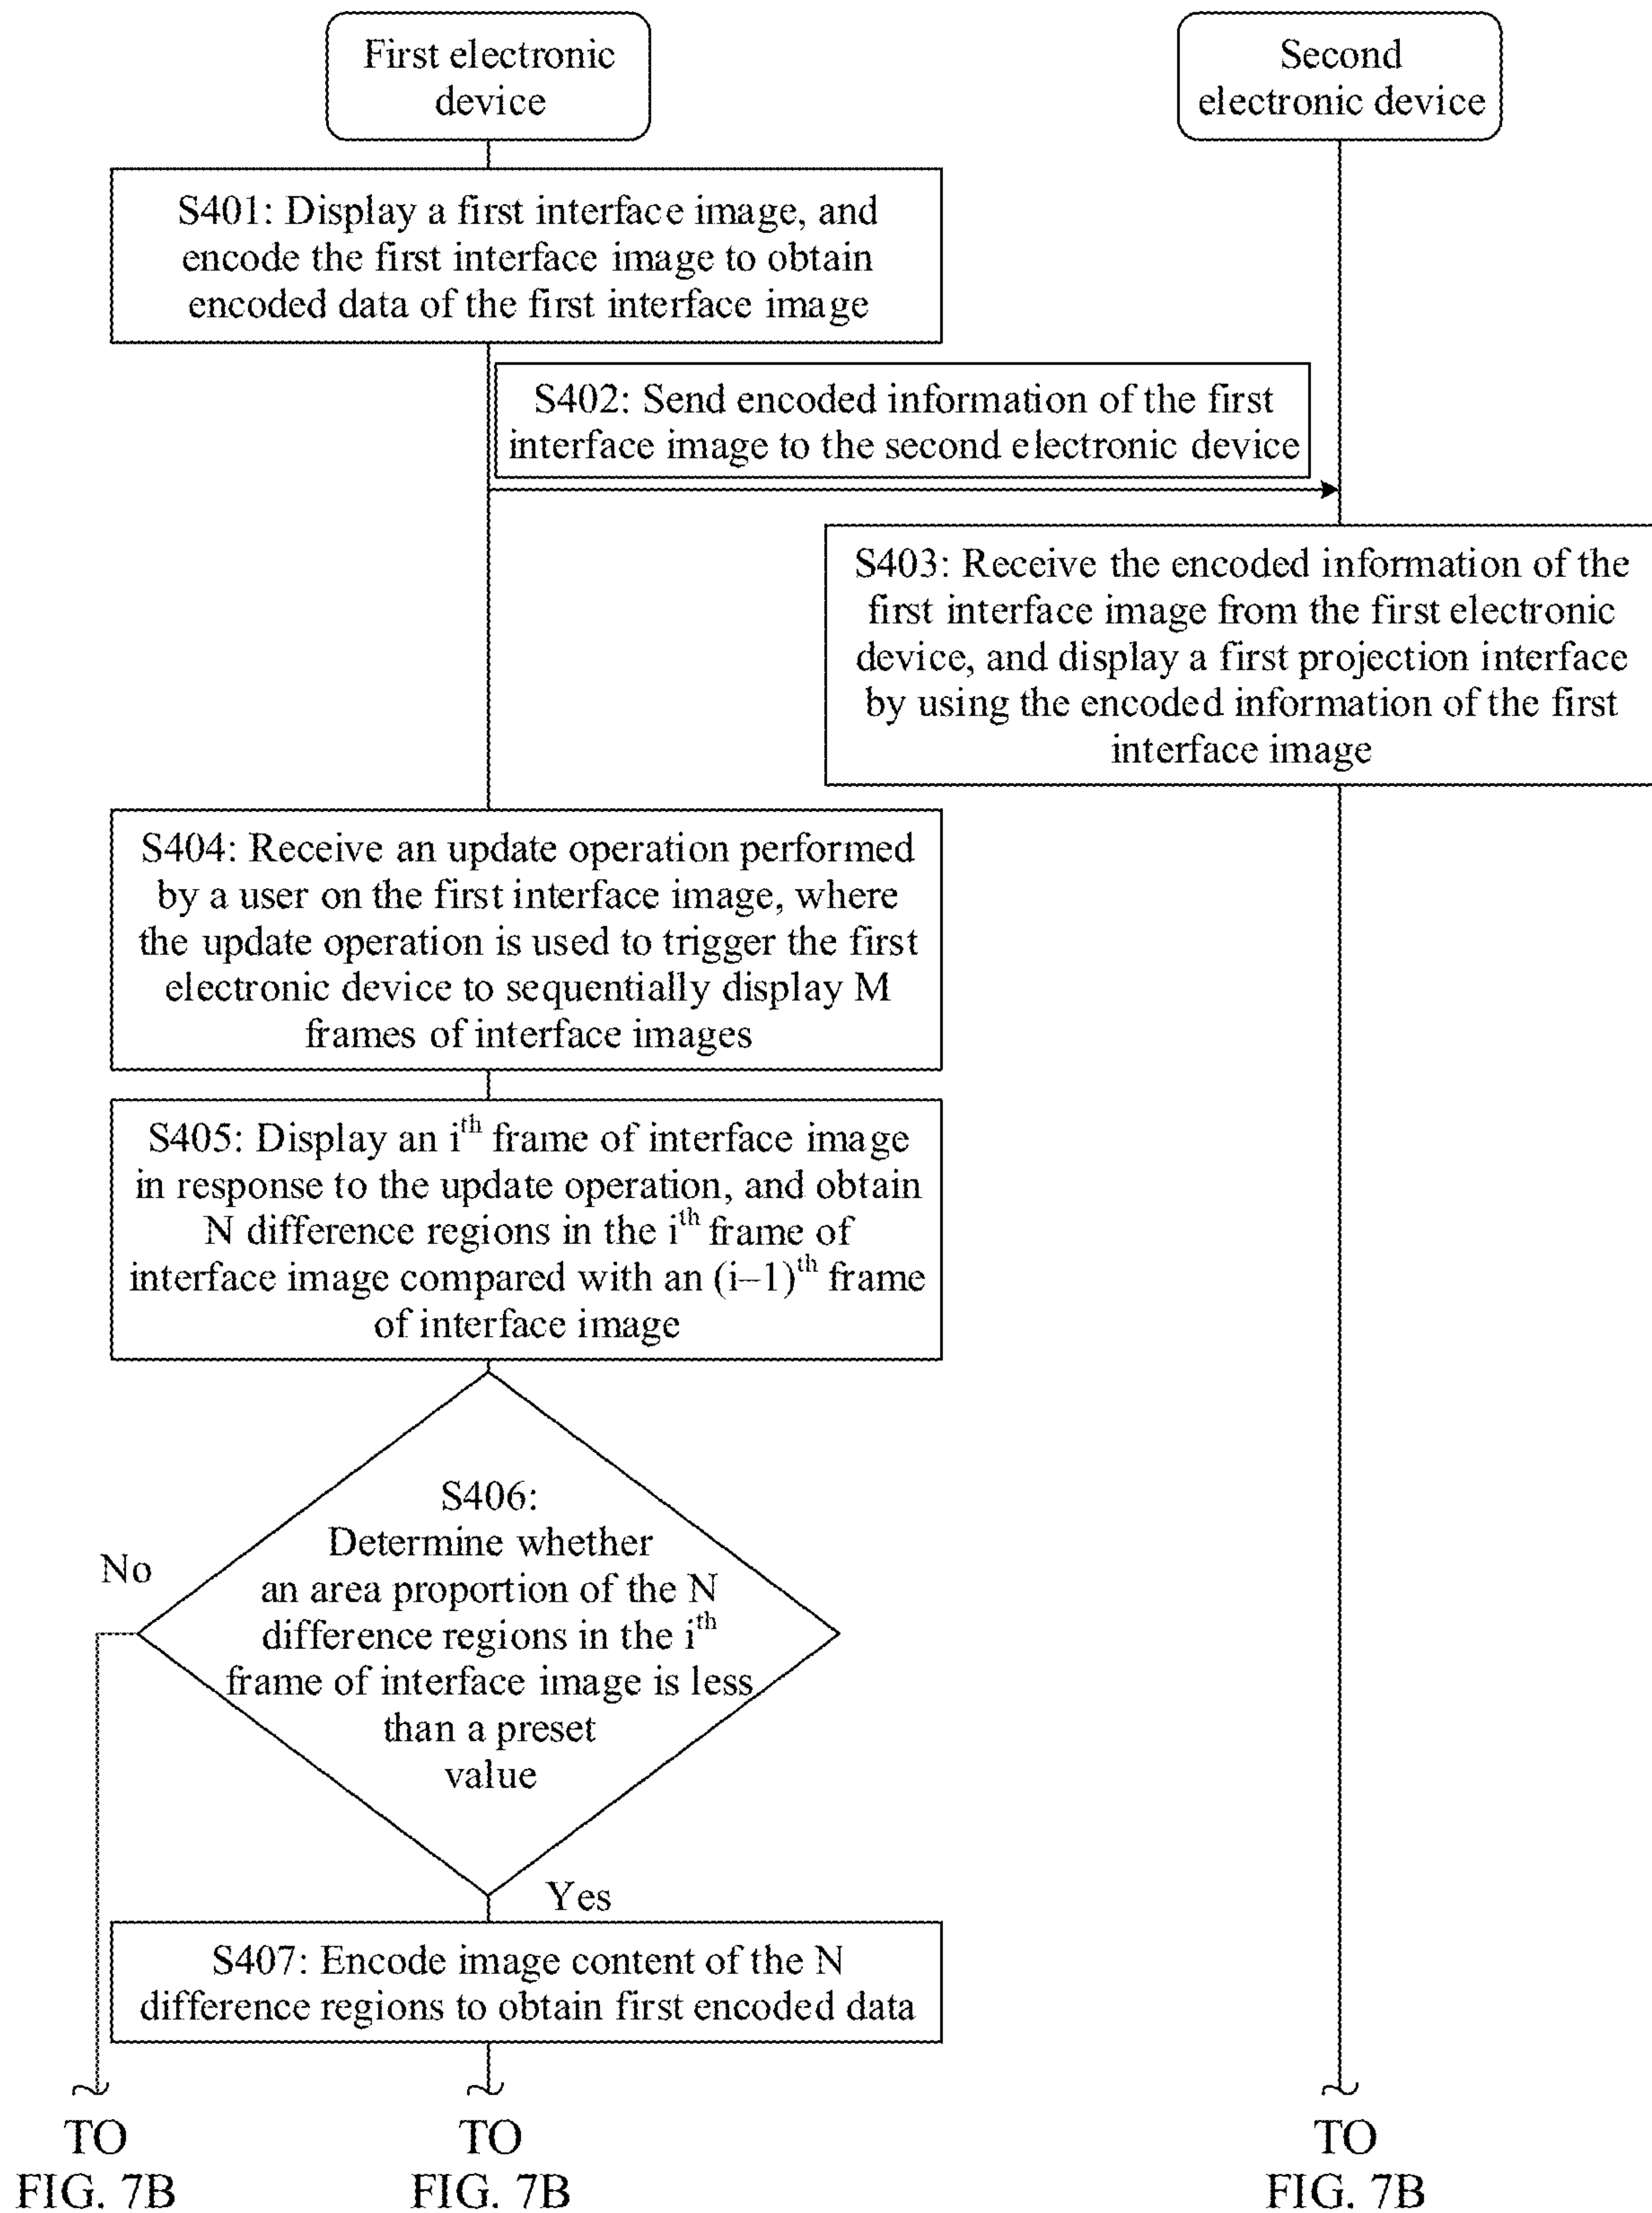 First electronic
device
Second
electronic device
S401: Display a first interface image, and
encode the first interface image to obtain
encoded data of the first interface image
S402: Send encoded information of the first
interface image to the second electronic device
S403: Receive the encoded information of the
first interface image from the first electronic
device, and display a first projection interface
by using the encoded information of the first
interface image
S404: Receive an update operation performed
by a user on the first interface image, where
the update operation is used to trigger the first
electronic device to sequentially display M
frames of interface images
S405: Display an i^th frame of interface image
in response to the update operation, and obtain
N difference regions in the i^th frame of
interface image compared with an (i–1)^th frame
of interface image
S406:
Determine whether
an area proportion of the N
difference regions in the i^th
frame of interface image is less
than a preset
value
No
Yes
S407: Encode image content of the N
difference regions to obtain first encoded data
TO
FIG. 7B
TO
FIG. 7B
TO
FIG. 7B